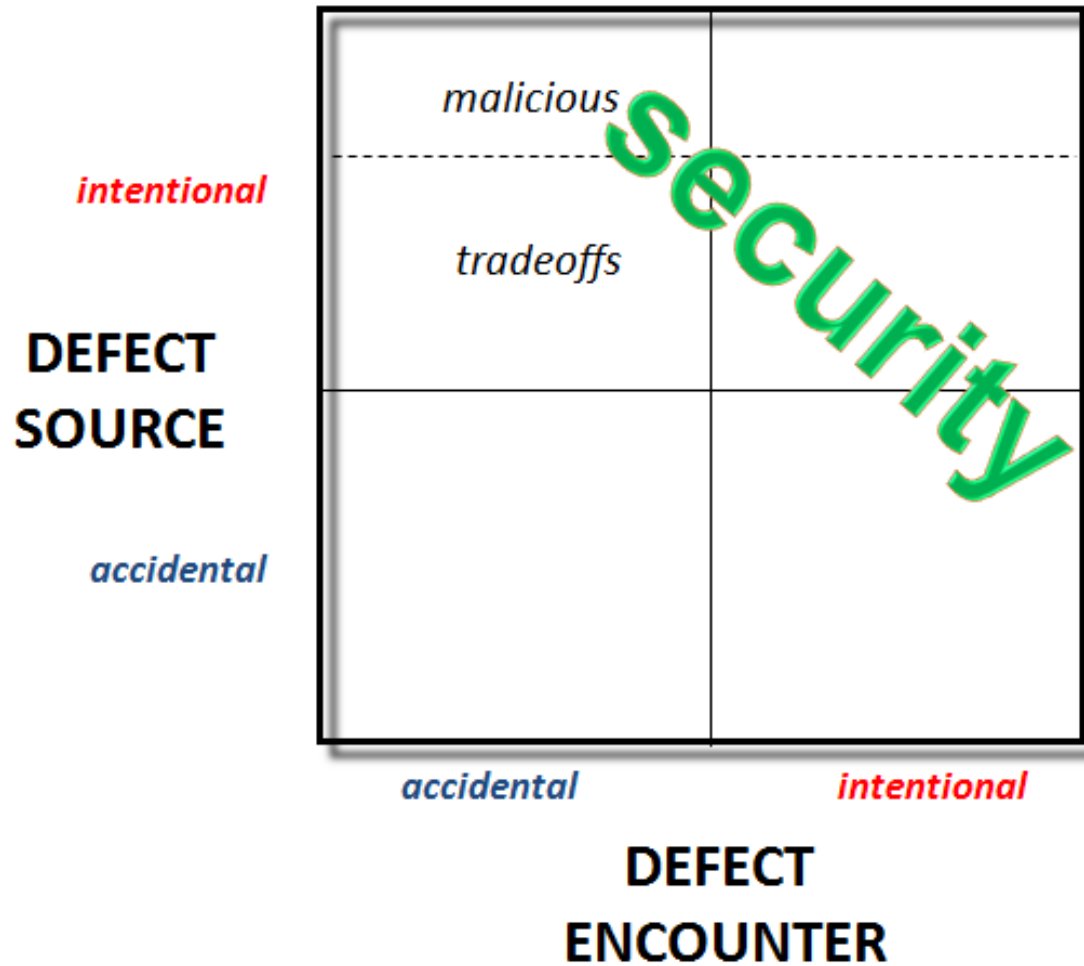 malicious
security
intentional
tradeoffs
DEFECT
SOURCE
accidental
accidental
intentional
DEFECT
ENCOUNTER